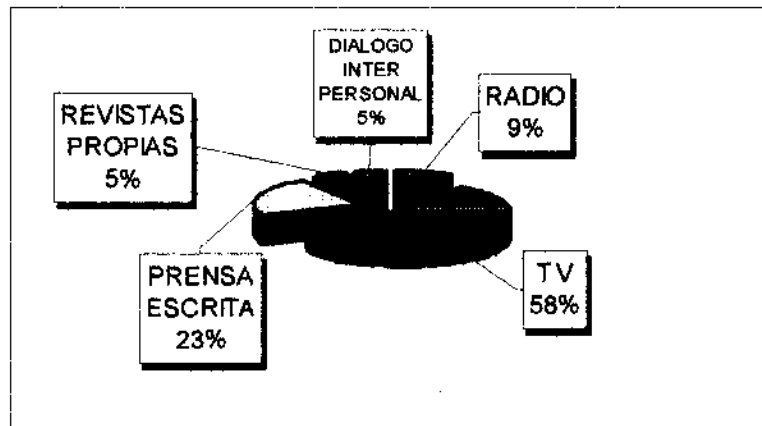 DIALOGO
INTER
PERSONAL
5%
RADIO
9%
REVISTAS
PROPIAS
5%
PRENSA
ESCRITA
23%
TV
58%